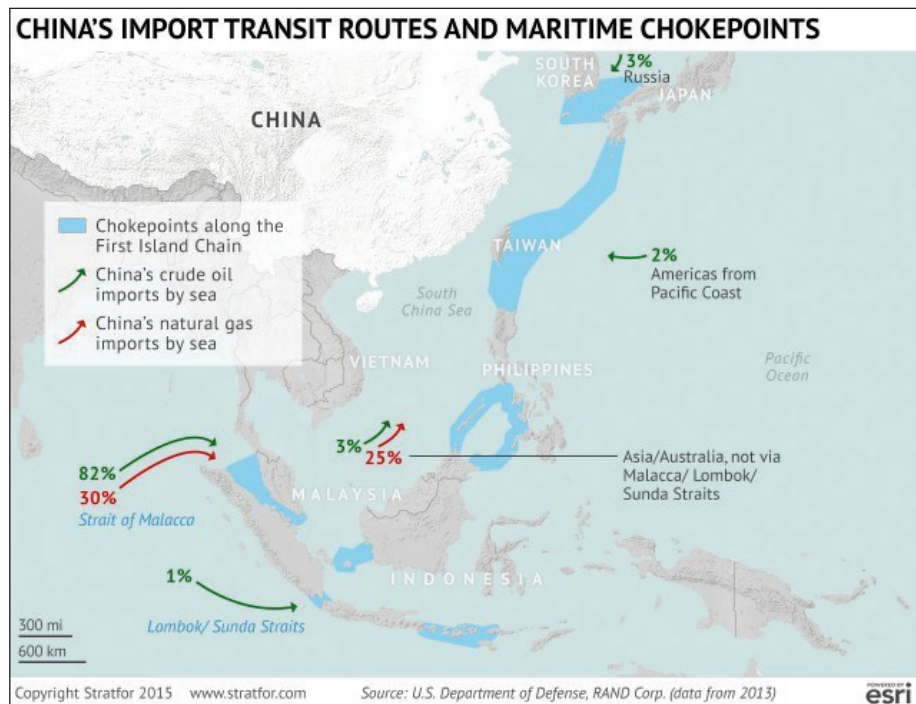 CHINA'S IMPORT TRANSIT ROUTES AND MARITIME CHOKEPOINTS
SOUTH
KOREA
3%
Russia
JAPAN
CHINA
Chokepoints along the
First Island Chain
China's crude oil
imports by sea
China's natural gas
imports by sea
TAIWAN
2%
Americas from
Pacific Coast
South
China Sea
VIETNAM
PHILIPPINES
Pacific
Ocean
3%
25%
Asia/Australia, not via
Malacca/ Lombok/
Sunda Straits
82%
30%
Strait of Malacca
MALAYSIA
1%
INDONESIA
Lombok/ Sunda Straits
300 mi
600 km
Copyright Stratfor 2015 www.stratfor.com Source: U.S. Department of Defense, RAND Corp. (data from 2013)
POWERED BY
esri